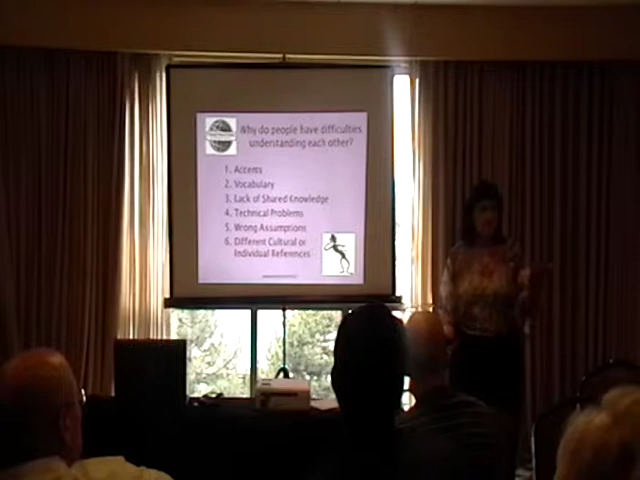 Why do people have difficulties
understanding each other?
1. Accents
2. Vocabulary
3. Lack of Shared Knowledge
4. Technical Problems
5. Wrong Assumptions
6. Different Cultural or
Individual References